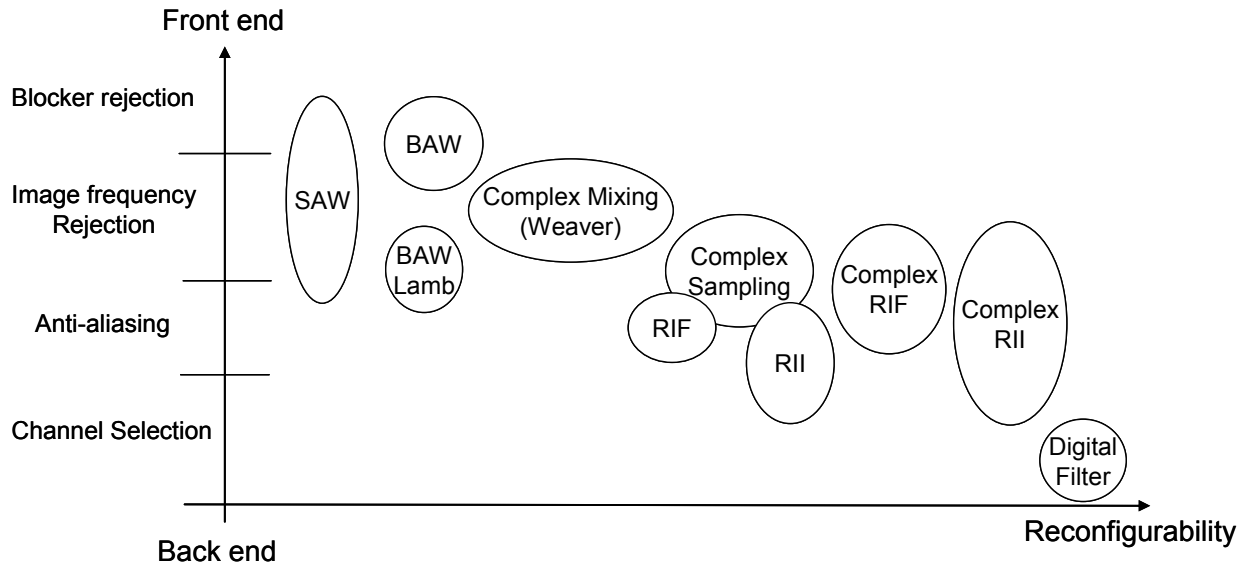 Front end
Blocker rejection
Image frequency
Rejection
Anti-aliasing
Channel Selection
Back end
SAW
BAW
BAW
Lamb
Complex Mixing
(Weaver)
Complex
Sampling
RIF
RII
Complex
RIF
Complex
RII
Digital
Filter
Reconfigurability